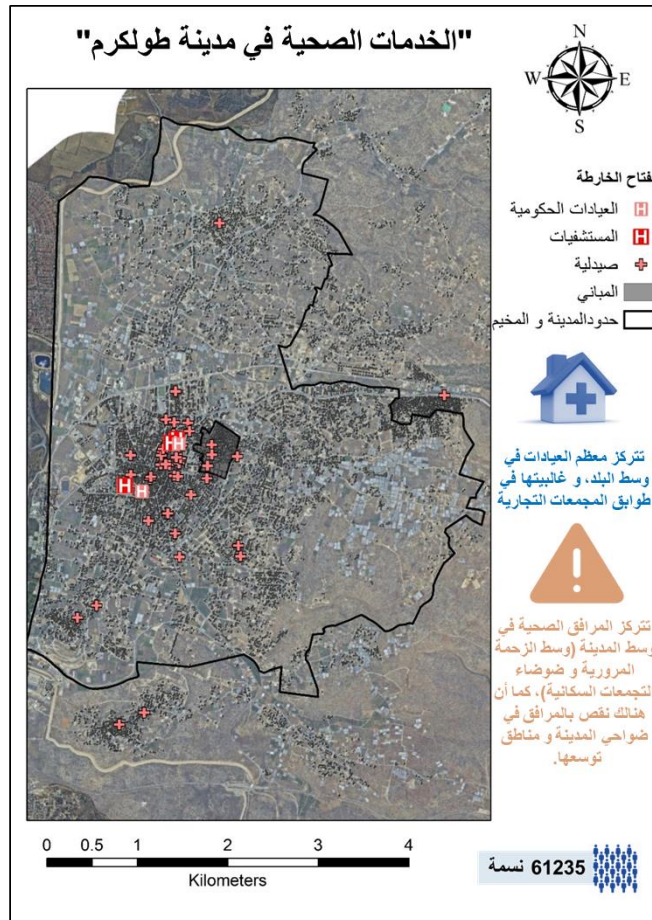 "الخدمات الصحية في مدينة طولكرم"
N
W E
S
فتاح الخارطة
العيادات الحكومية
H
المستشفيات
H
صيدلية
المباني
حدودالمدينة و المخيم
تتركز معظم العيادات في
وسط البلد، و غالبيتها في
طوابق المجمعات التجارية
تتركز المرافق الصحية في
وسط المدينة (وسط الزحمة
المرورية و ضوضاء
لتجمعات السكانية)، كما أن
هنالك نقص بالمرافق في
ضواحي المدينة و مناطق
توسعها.
H H
H H
0 0.5 1 2 3 4
Kilometers
61235 نسمة